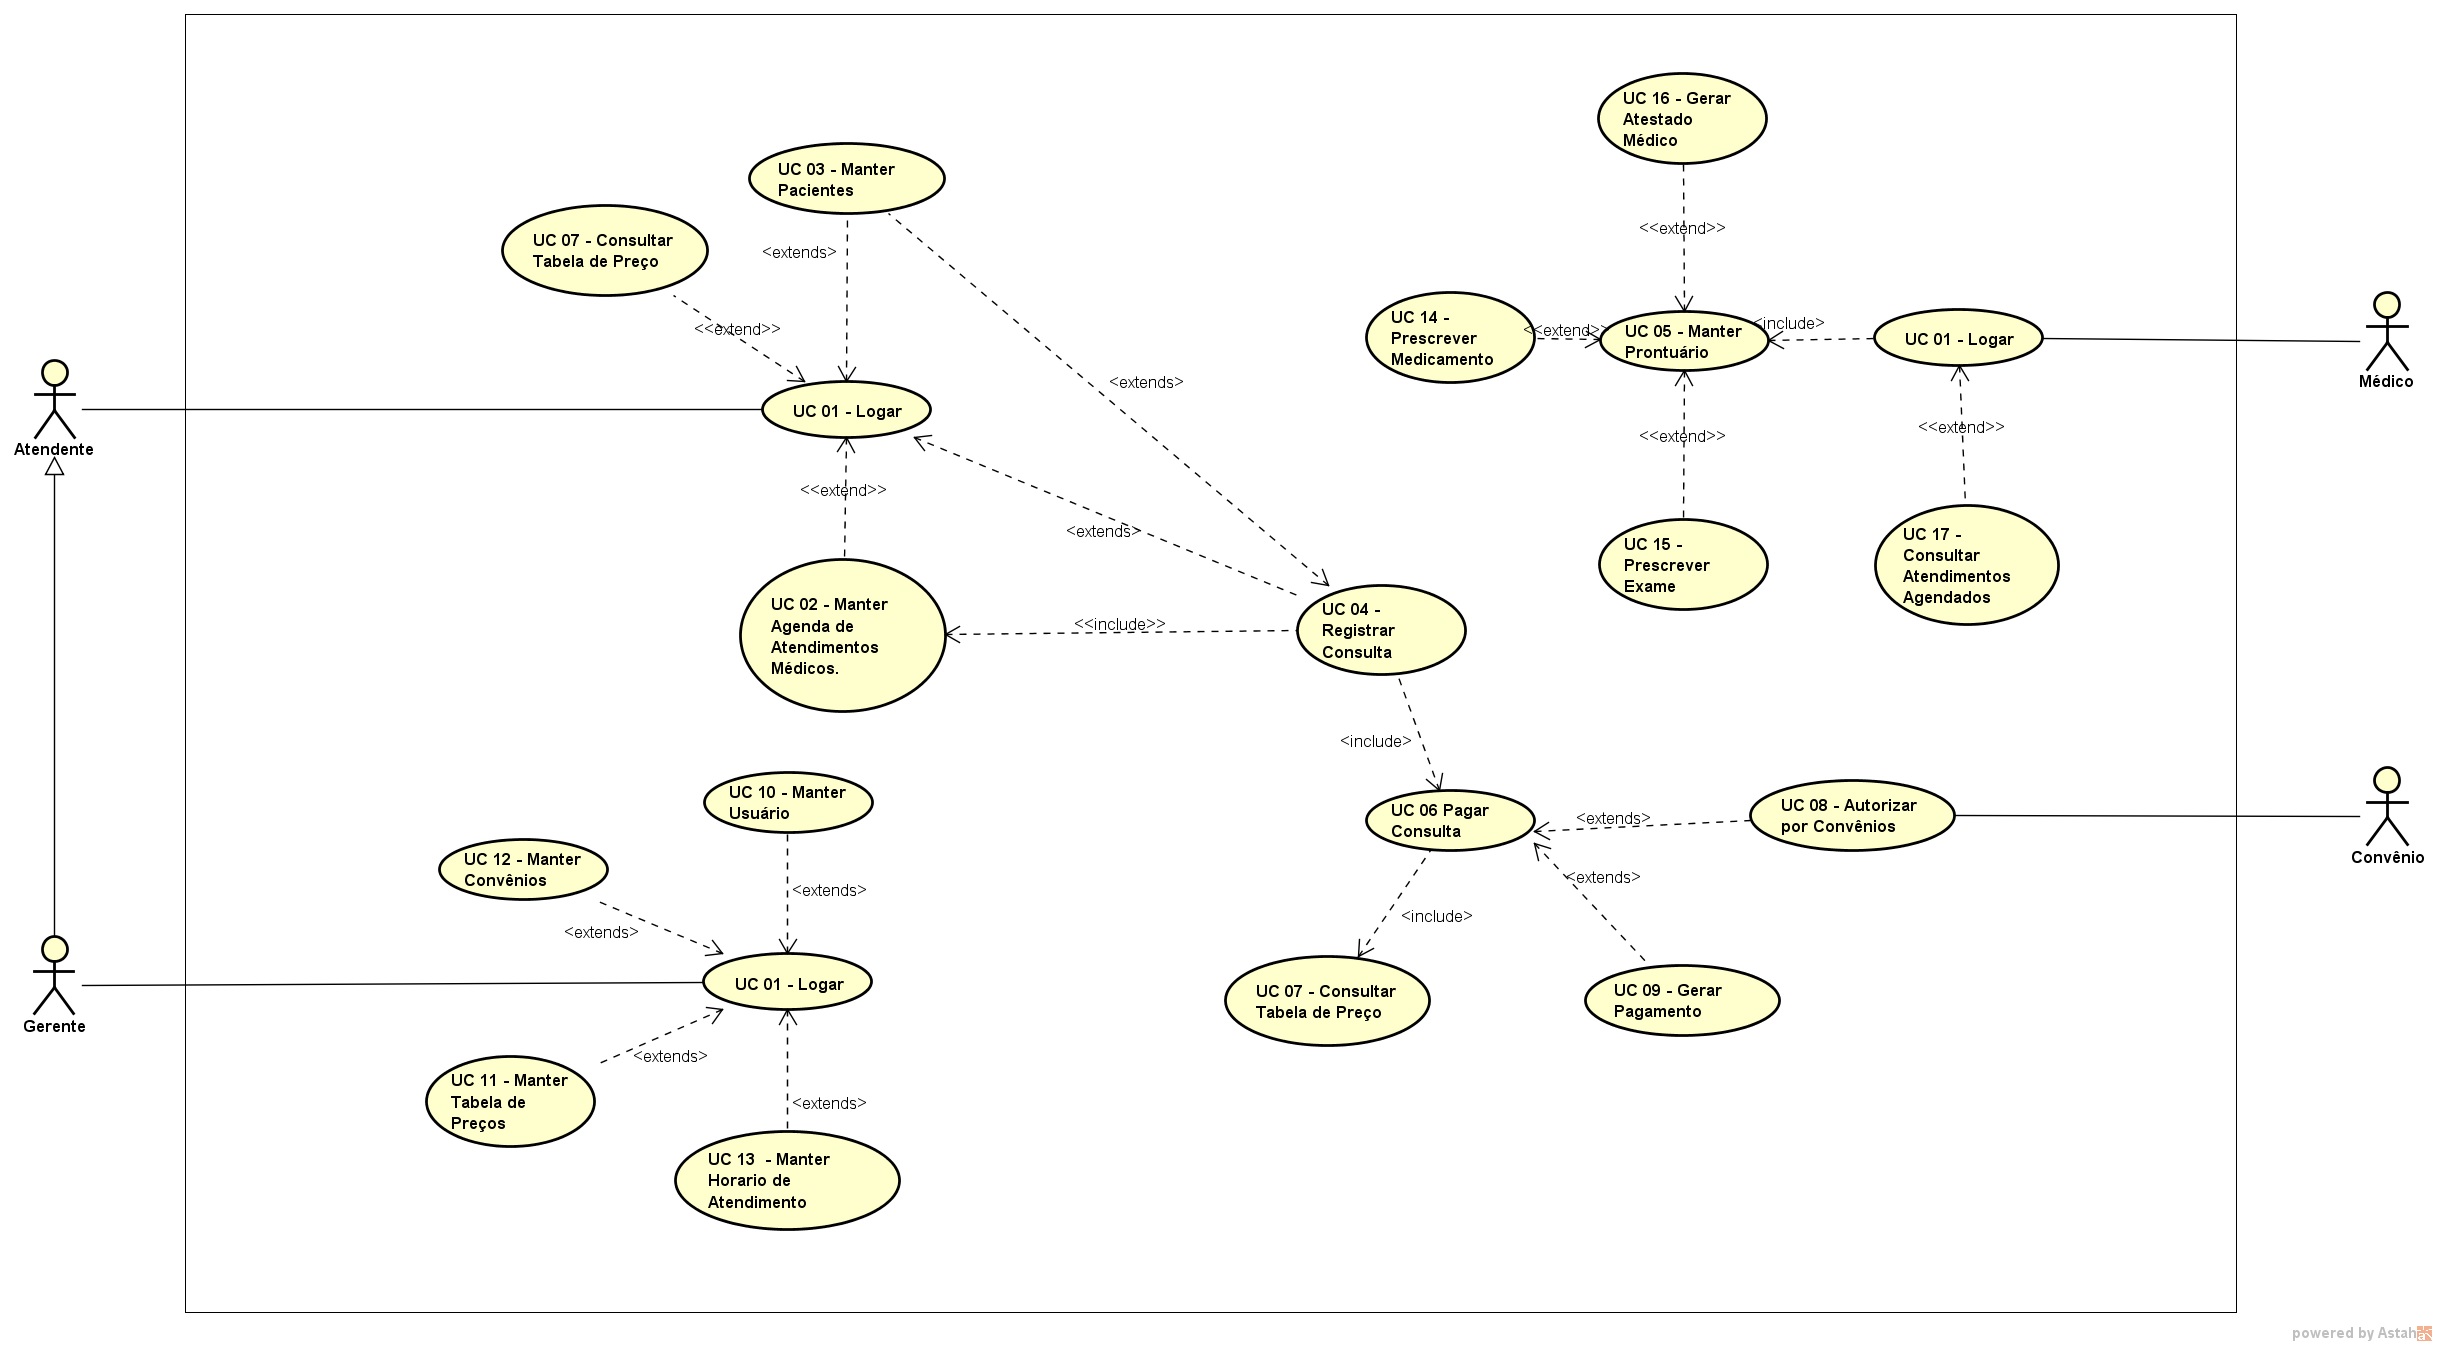 UC 16 - Gerar
Atestado
Médico
<<extend>>
UC 03 - Manter
Pacientes
<extends>
UC 07 - Consultar
Tabela de Preço
<<extend>>
<extends>
UC 01 - Logar
Atendente
<<extend>>
<extends>
UC 02 - Manter
Agenda de
Atendimentos
Médicos.
<<include>>
UC 04 -
Registrar
Consulta
UC 14 -
Prescrever
Medicamento
<<extend>>
UC 05 - Manter
Prontuário
<include>
UC 01 - Logar
Médico
<<extend>>
<<extend>>
UC 15 -
Prescrever
Exame
UC 17 -
Consultar
Atendimentos
Agendados
<include>
UC 06 Pagar
Consulta
<extends>
UC 08 - Autorizar
por Convênios
Convênio
<extends>
<include>
UC 07 - Consultar
Tabela de Preço
UC 09 - Gerar
Pagamento
UC 10 - Manter
Usuário
UC 12 - Manter
Convênios
<extends>
<extends>
UC 01 - Logar
Gerente
<extends>
UC 11 - Manter
Tabela de
Preços
<extends>
UC 13  - Manter
Horario de
Atendimento
powered by Astah